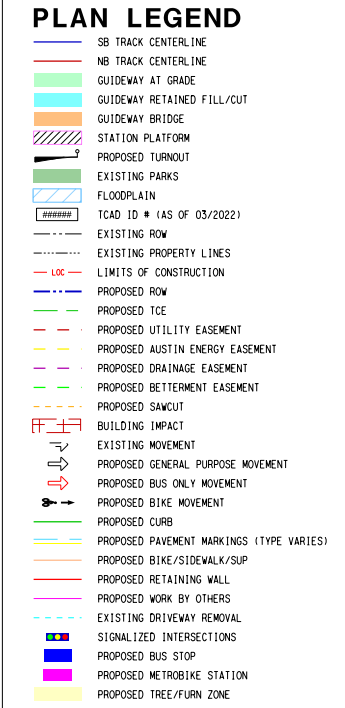 PLAN LEGEND
SB TRACK CENTERLINE
NB TRACK CENTERLINE
GUIDEWAY AT GRADE
GUIDEWAY RETAINED FILL/CUT
GUIDEWAY BRIDGE
STATION PLATFORM
PROPOSED TURNOUT
EXISTING PARKS
FLOODPLAIN
###### TCAD ID # (AS OF 03/2022)
EXISTING ROW
EXISTING PROPERTY LINES
LOC LIMITS OF CONSTRUCTION
PROPOSED ROW
PROPOSED TCE
PROPOSED UTILITY EASEMENT
PROPOSED AUSTIN ENERGY EASEMENT
PROPOSED DRAINAGE EASEMENT
PROPOSED BETTERMENT EASEMENT
PROPOSED SAWCUT
BUILDING IMPACT
EXISTING MOVEMENT
PROPOSED GENERAL PURPOSE MOVEMENT
PROPOSED BUS ONLY MOVEMENT
PROPOSED BIKE MOVEMENT
PROPOSED CURB
PROPOSED PAVEMENT MARKINGS (TYPE VARIES)
PROPOSED BIKE/SIDEWALK/SUP
PROPOSED RETAINING WALL
PROPOSED WORK BY OTHERS
EXISTING DRIVEWAY REMOVAL
SIGNALIZED INTERSECTIONS
PROPOSED BUS STOP
PROPOSED METROBIKE STATION
PROPOSED TREE/FURN ZONE